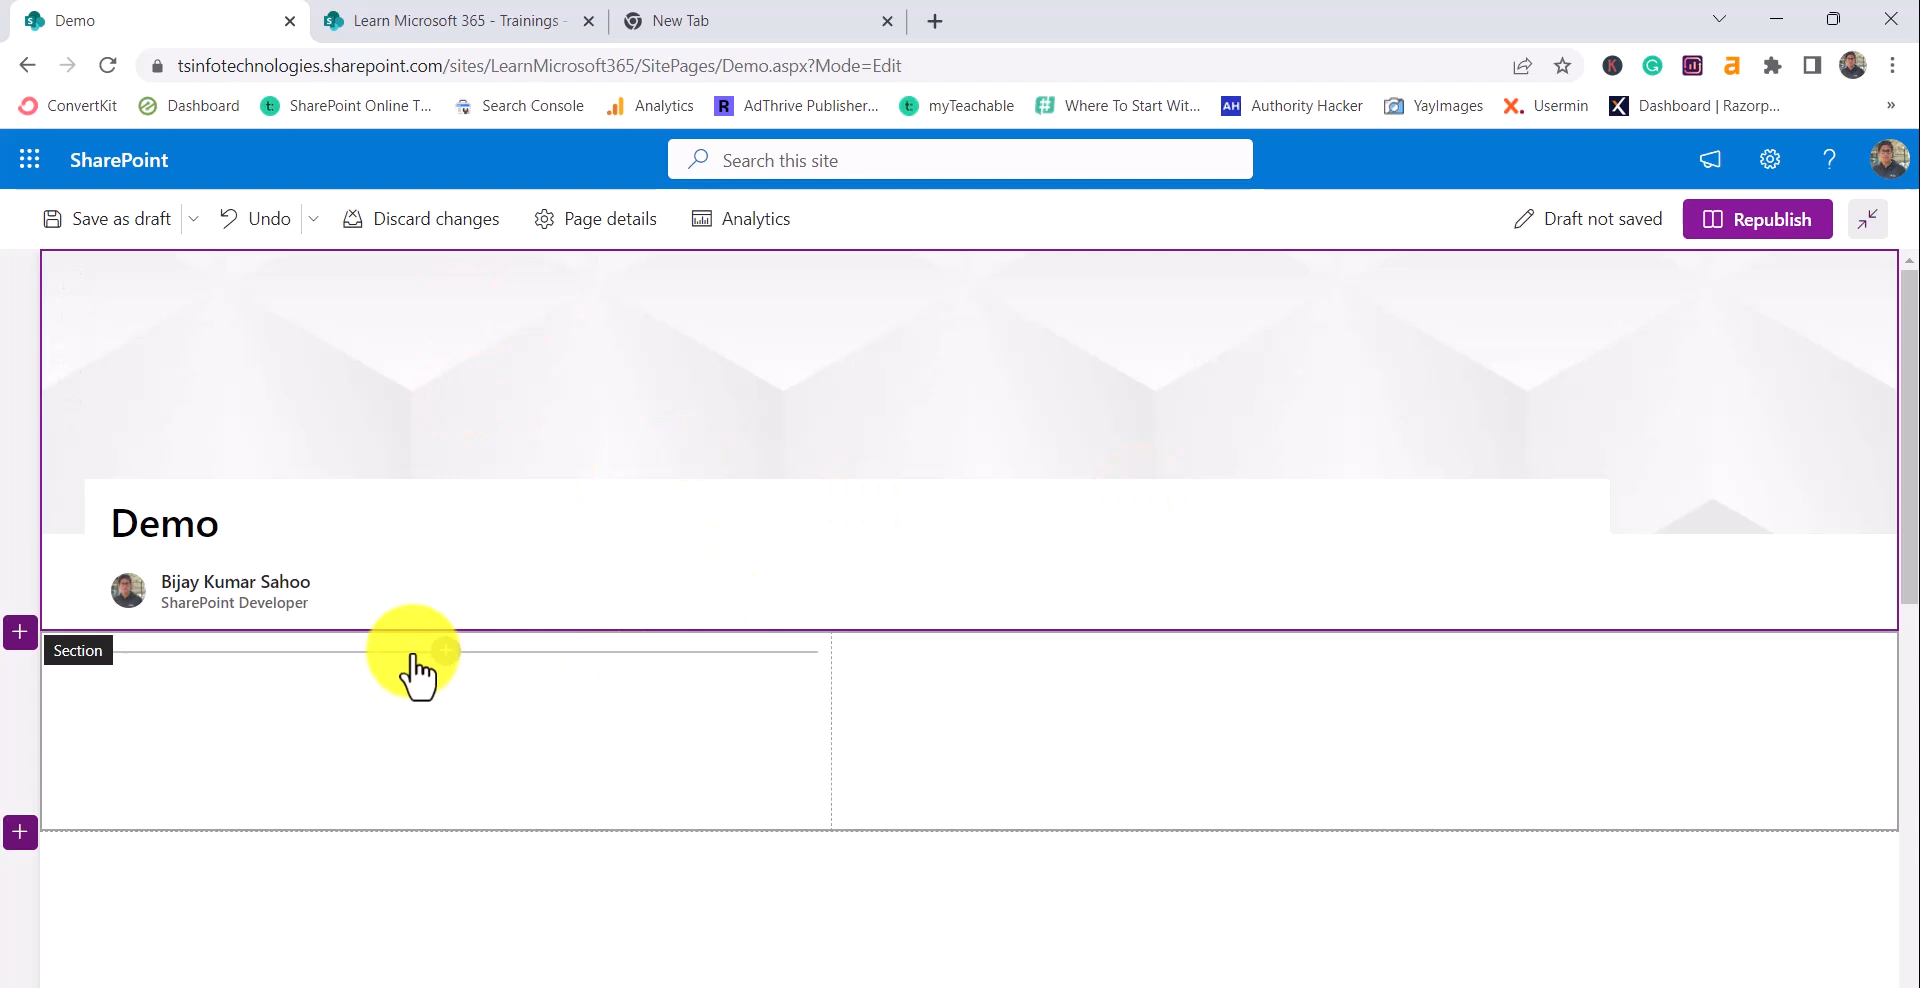 Demo
Learn Microsoft 365 - Trainings -
New Tab
tsinfotechnologies.sharepoint.com/sites/LearnMicrosoft365/SitePages/Demo.aspx?Mode=Edit
ConvertKit
Dashboard
SharePoint Online T...
Search Console
Analytics
AdThrive Publisher...
myTeachable
Where To Start Wit...
AH
Authority Hacker
YayImages
Usermin
Dashboard | Razorp...
SharePoint
Search this site
Save as draft
Undo
Discard changes
Page details
Analytics
Draft not saved
Republish
Demo
Bijay Kumar Sahoo
SharePoint Developer
Section